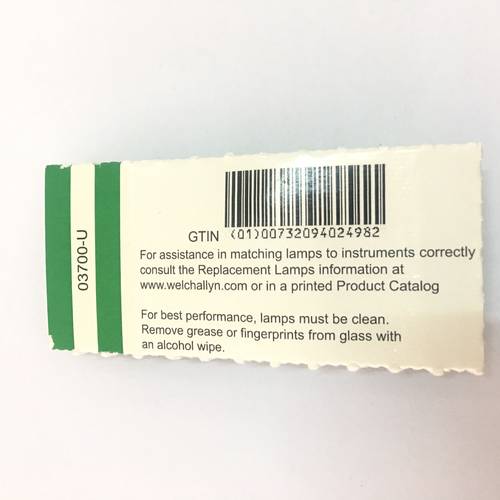 03700-U
GTIN (01)00732094024982
For assistance in matching lamps to instruments correctly
consult the Replacement Lamps information at
www.welchallyn.com or in a printed Product Catalog
For best performance, lamps must be clean.
Remove grease or fingerprints from glass with
an alcohol wipe.